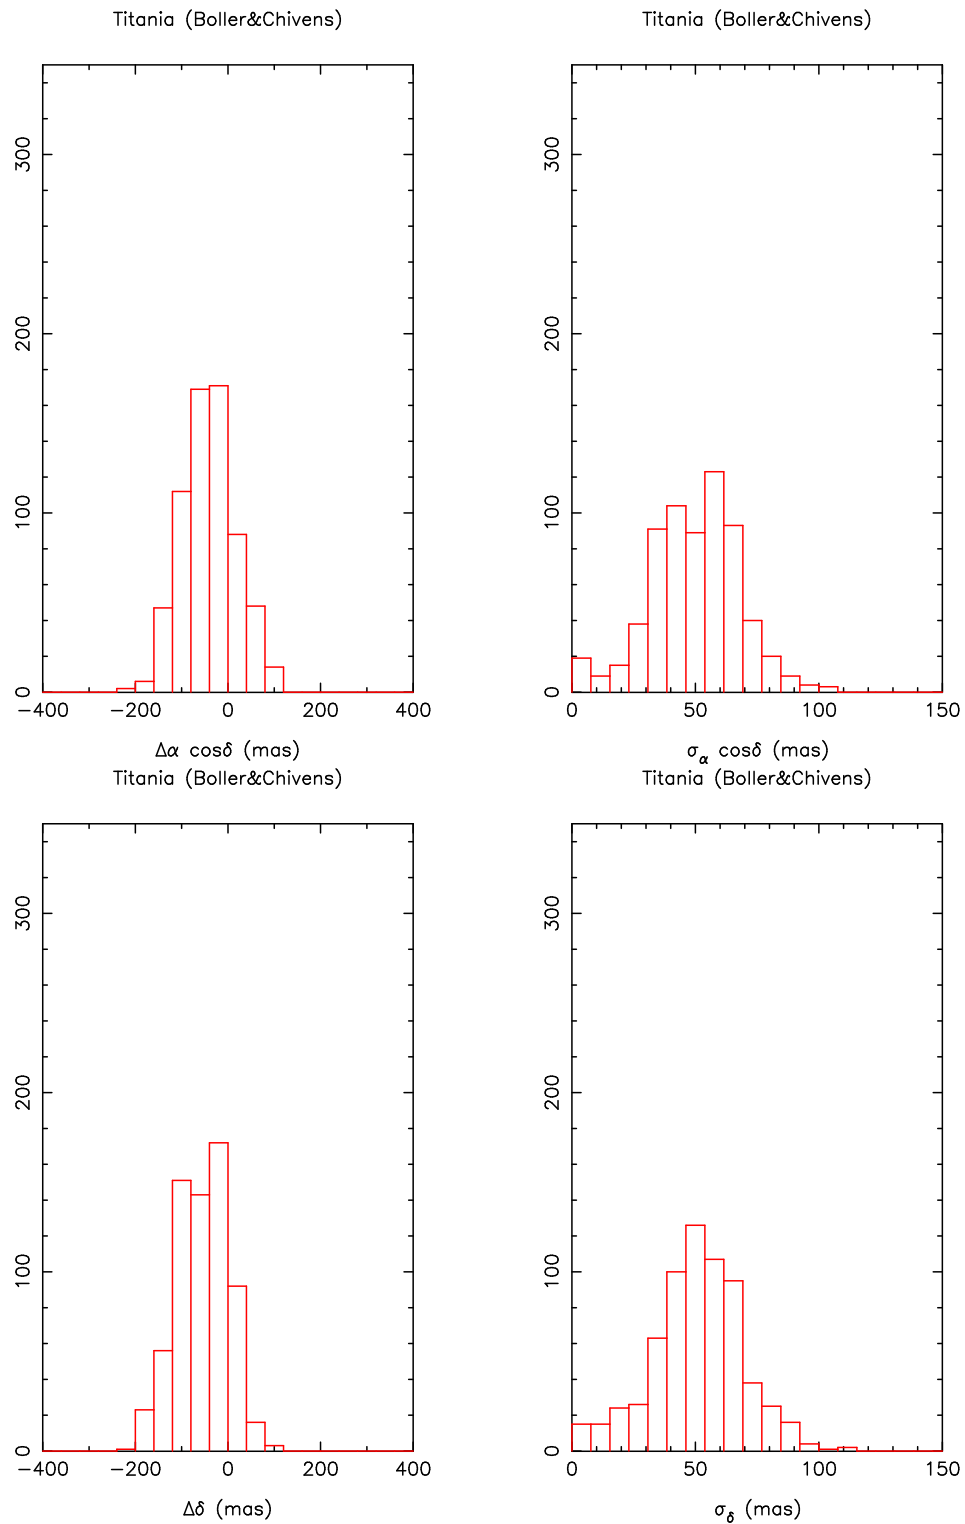 Titania (Boller&Chivens)
300
200
100
0
−400 −200 0 200 400
Δα cosδ (mas)
Titania (Boller&Chivens)
300
200
100
0
0 50 100 150
σα cosδ (mas)
Titania (Boller&Chivens)
300
200
100
0
−400 −200 0 200 400
Δδ (mas)
Titania (Boller&Chivens)
300
200
100
0
0 50 100 150
σδ (mas)